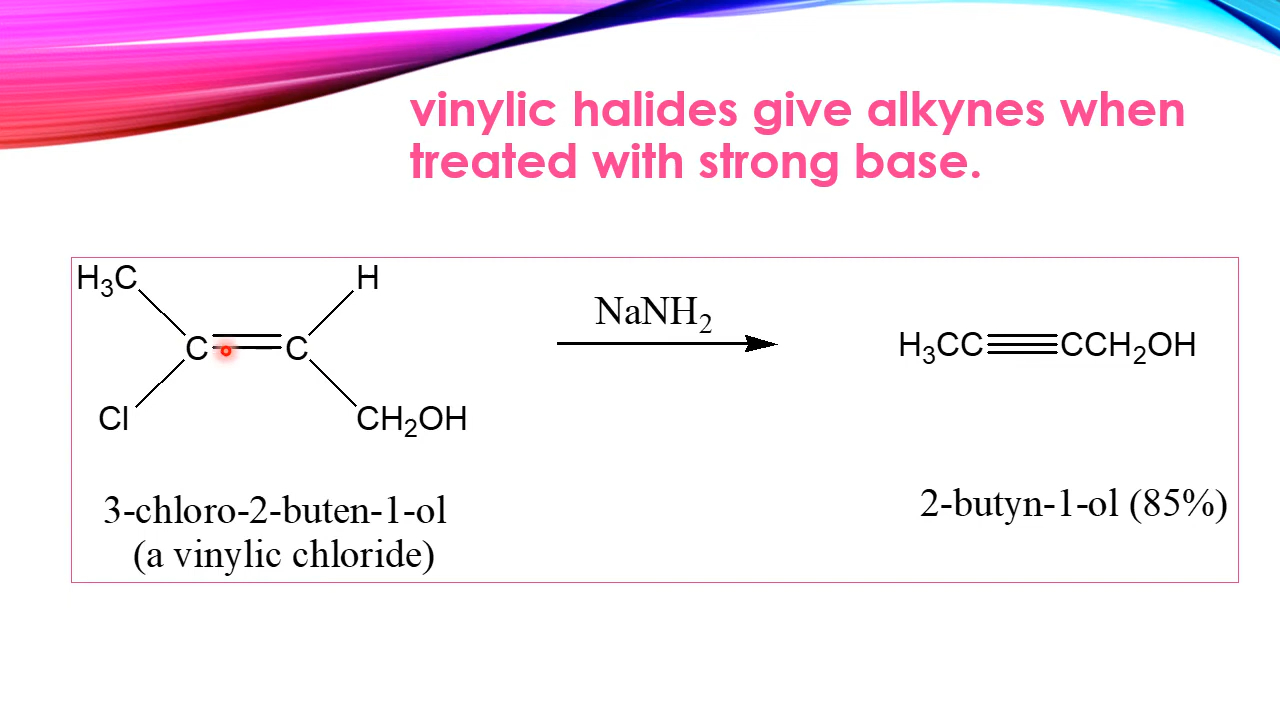 vinylic halides give alkynes when
treated with strong base.
H₃C
H
NaNH₂
C
C
H₃CC≡CCH₂OH
Cl
CH₂OH
3-chloro-2-buten-1-ol
2-butyn-1-ol (85%)
(a vinylic chloride)